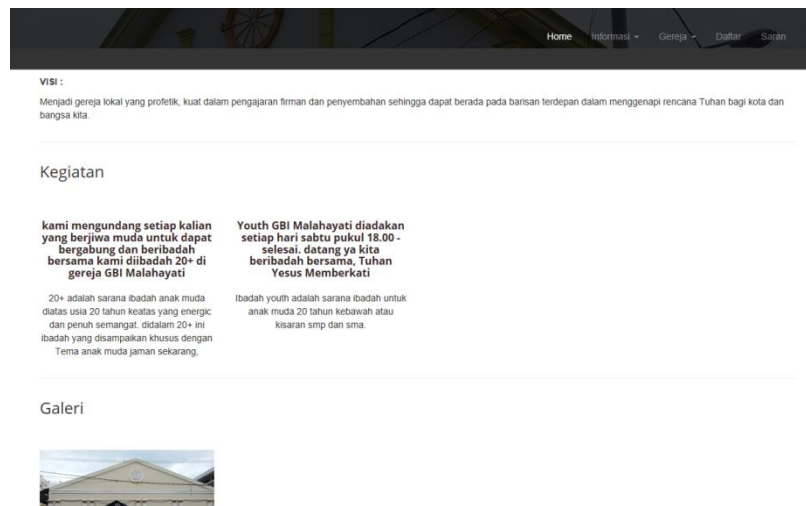 Home Informasi Gereja Daftar Saran
VISI :
Menjadi gereja lokal yang profetik, kuat dalam pengajaran firman dan penyembahan sehingga dapat berada pada barisan terdepan dalam menggenapi rencana Tuhan bagi kota dan
bangsa kita.
Kegiatan
kami mengundang setiap kalian
yang berjiwa muda untuk dapat
bergabung dan beribadah
bersama kami diibadah 20+ di
gereja GBI Malahayati
20+ adalah sarana ibadah anak muda
diatas usia 20 tahun keatas yang energic
dan penuh semangat. didalam 20+ ini
ibadah yang disampaikan khusus dengan
Tema anak muda jaman sekarang,
Youth GBI Malahayati diadakan
setiap hari sabtu pukul 18.00 -
selesai. datang ya kita
beribadah bersama, Tuhan
Yesus Memberkati
Ibadah youth adalah sarana ibadah untuk
anak muda 20 tahun kebawah atau
kisaran smp dan sma.
Galeri